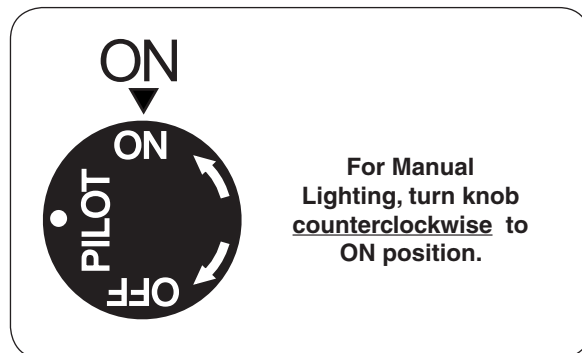 ON
ON
PILOT
OFF
For Manual
Lighting, turn knob
counterclockwise to
ON position.